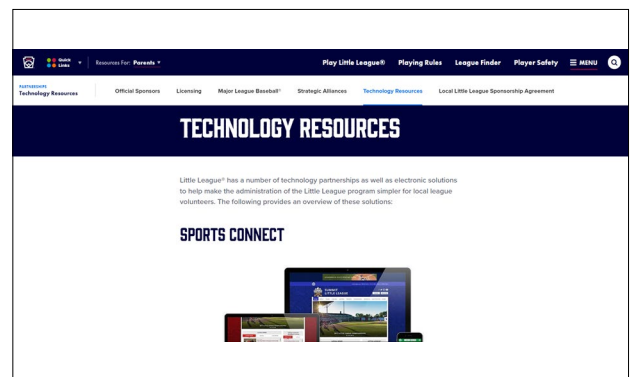 Quick Links
Resources For: Parents
Play Little League®
Playing Rules
League Finder
Player Safety
MENU
PARTNERSHIPS
Technology Resources
Official Sponsors
Licensing
Major League Baseball®
Strategic Alliances
Technology Resources
Local Little League Sponsorship Agreement
TECHNOLOGY RESOURCES
Little League® has a number of technology partnerships as well as electronic solutions
to help make the administration of the Little League program simpler for local league
volunteers. The following provides an overview of these solutions:
SPORTS CONNECT
SUMMIT
LITTLE LEAGUE